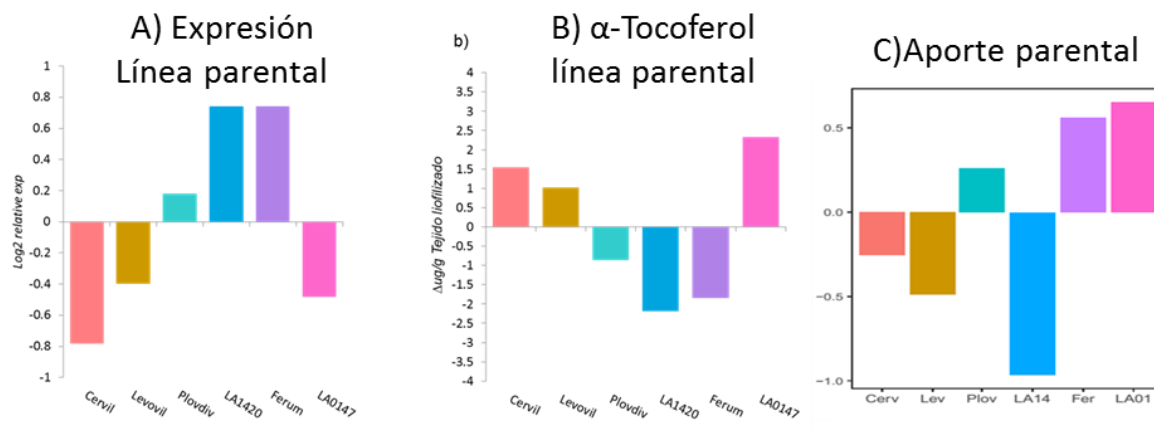 A) Expresión
Línea parental
1
0.8
0.6
0.4
0.2
0
-0.2
-0.4
-0.6
-0.8
-1
Log2 relative exp
Cervil
Levovil
Plovdiv
LA1420
Ferum
LA0147
b)
B) α-Tocoferol
línea parental
4
3.5
3
2.5
2
1.5
1
0.5
0
-0.5
-1
-1.5
-2
-2.5
-3
-3.5
-4
Δug/g Tejido liofilizado
Cervil
Levovil
Plovdiv
LA1420
Ferum
LA0147
C)Aporte parental
0.5
0.0
−0.5
−1.0
Cerv
Lev
Plov
LA14
Fer
LA01